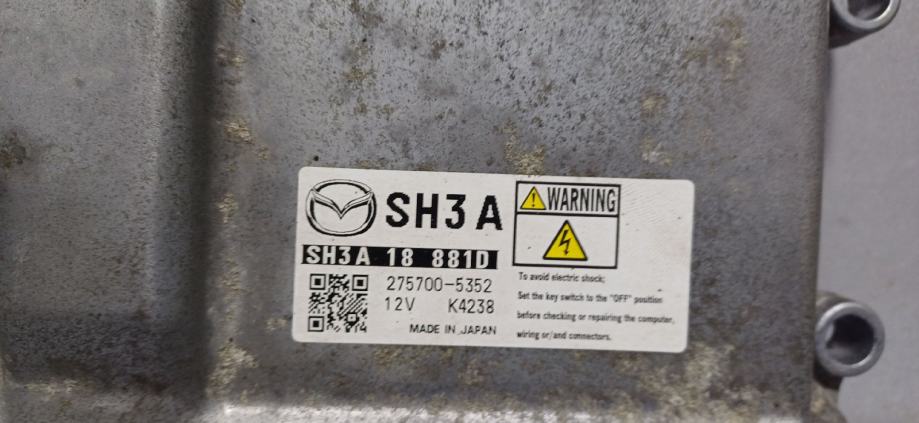 SH3A
SH3A 18 881D
275700-5352
12V K4238
MADE IN JAPAN
WARNING
To avoid electric shock;
Set the key switch to the "OFF" position
before checking or repairing the computer,
wiring or/and connectors.